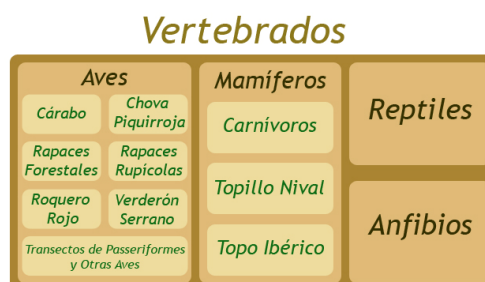 Vertebrados
Aves
Cárabo
Chova
Piquirroja
Rapaces
Forestales
Rapaces
Rupícolas
Roquero
Rojo
Verderón
Serrano
Transectos de Passeriformes
y Otras Aves
Mamíferos
Carnívoros
Topillo Nival
Topo Ibérico
Reptiles
Anfibios